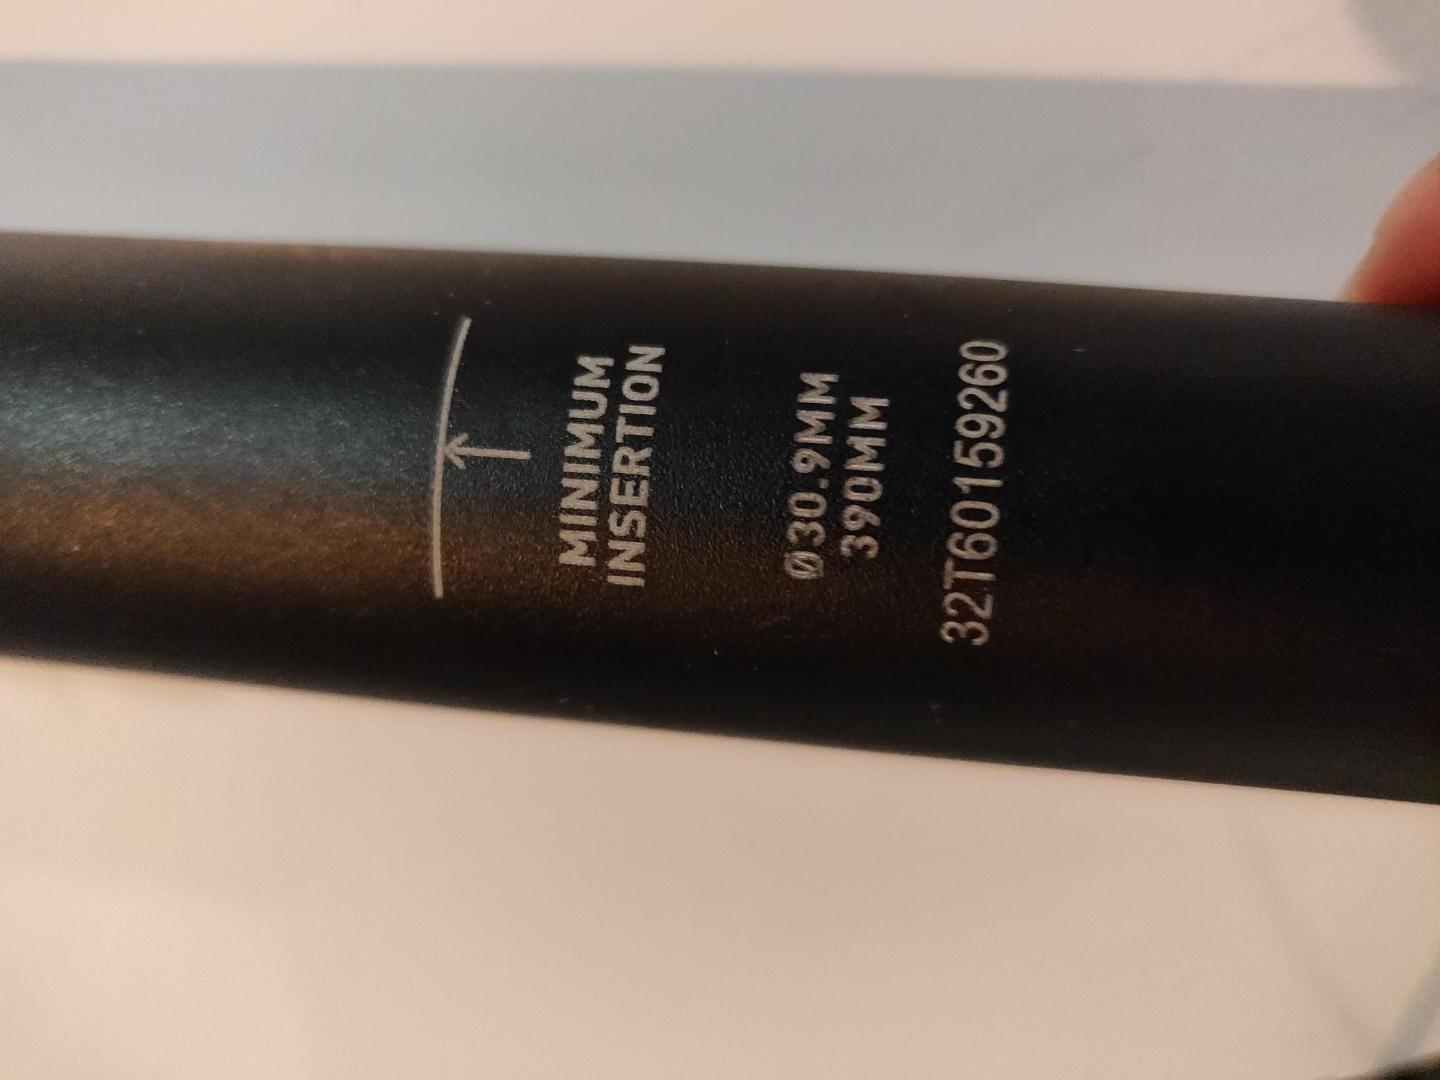 MINIMUM
INSERTION
Ø30.9MM
390MM
32T60159260